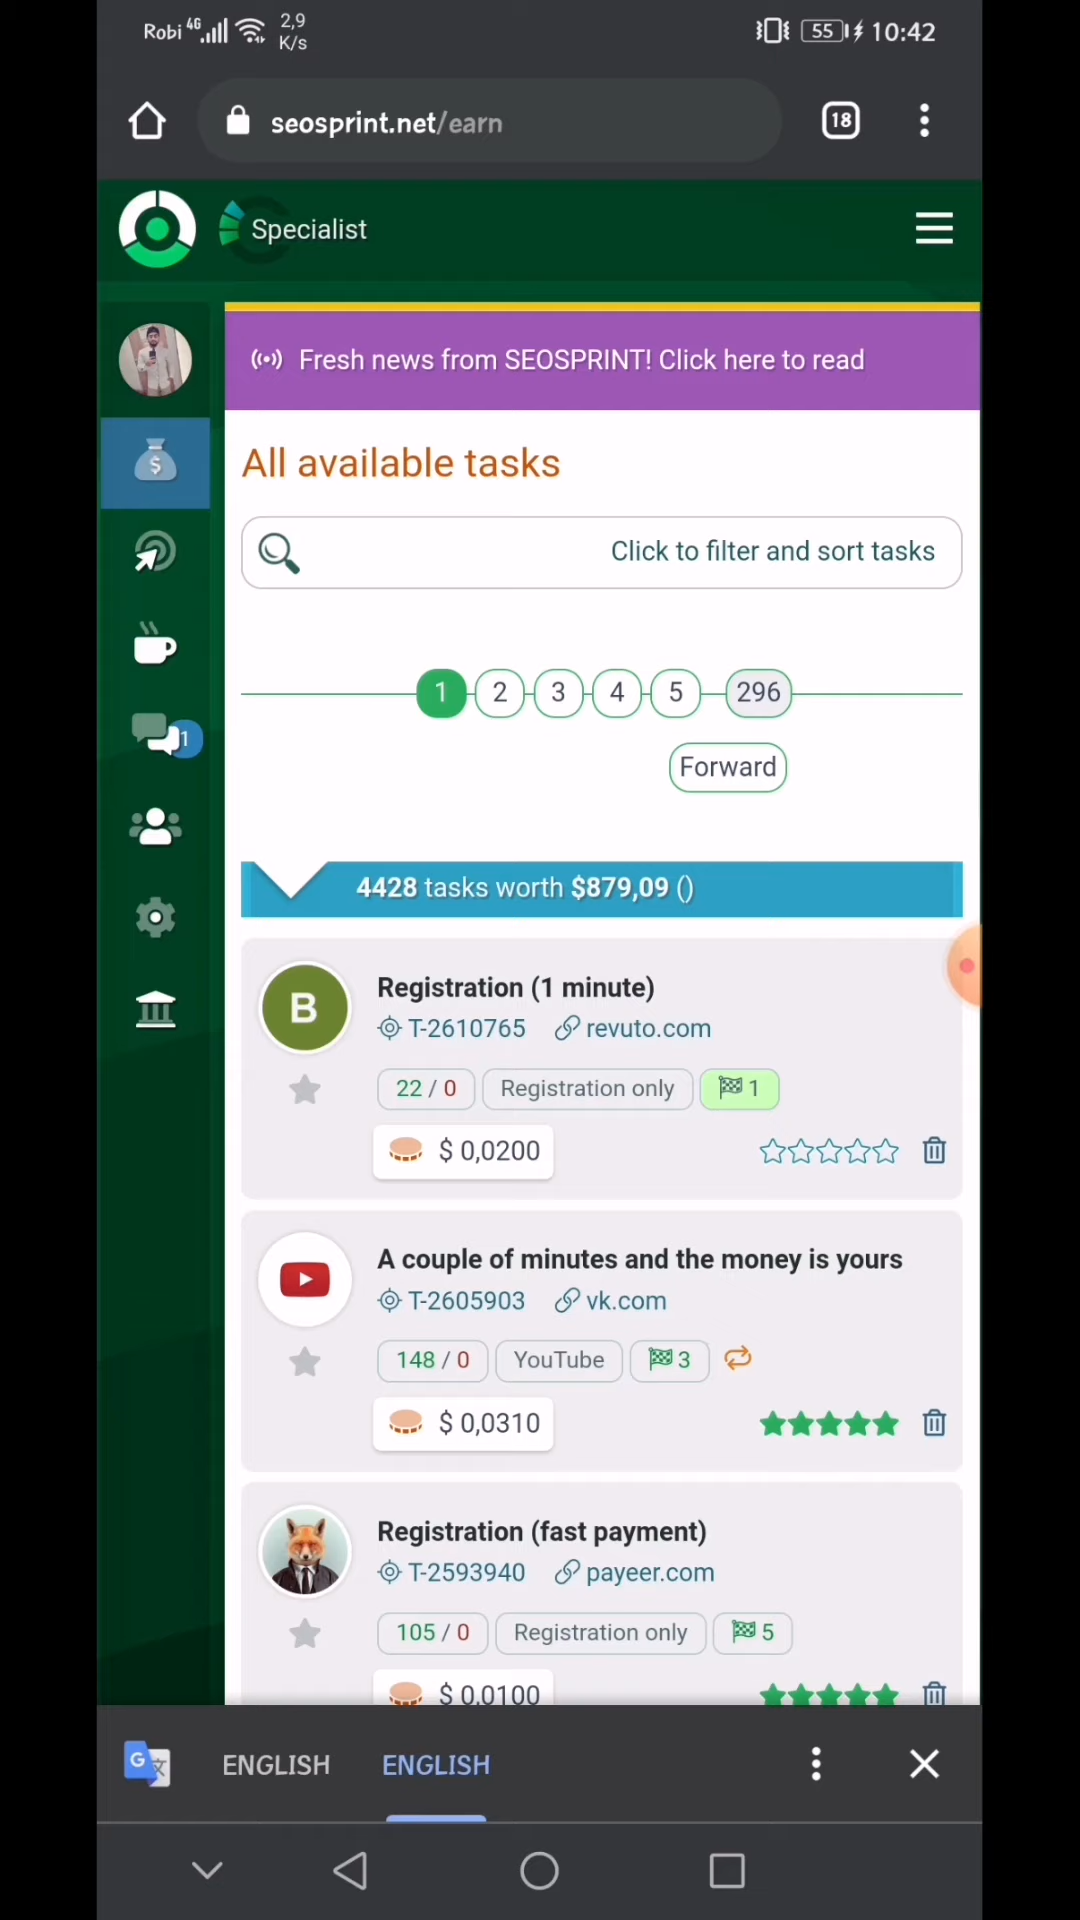 Robi 4G 2,9 K/s 55 10:42
seosprint.net/earn 18
Specialist
Fresh news from SEOSPRINT! Click here to read
All available tasks
Click to filter and sort tasks
1 2 3 4 5 296
Forward
1
4428 tasks worth $879,09 ()
B
Registration (1 minute)
T-2610765 revuto.com
22 / 0 Registration only 1
$ 0,0200
A couple of minutes and the money is yours
T-2605903 vk.com
148 / 0 YouTube 3
$ 0,0310
Registration (fast payment)
T-2593940 payeer.com
105 / 0 Registration only 5
$ 0,0100
G 文 ENGLISH ENGLISH